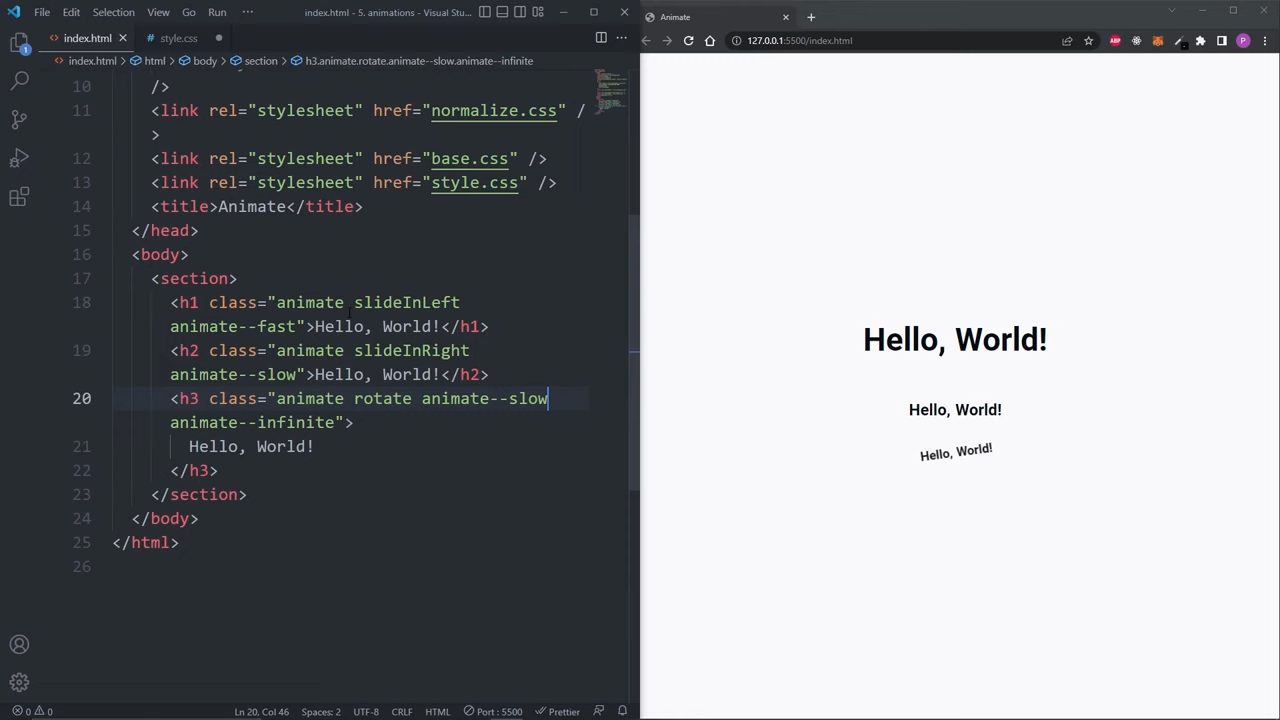 File Edit Selection View Go Run ··· index.html - 5. animations - Visual Stu...
index.html style.css
index.html > html > body > section > h3.animate.rotate.animate--slow.animate--infinite
10 />
11 <link rel="stylesheet" href="normalize.css" /
>
12 <link rel="stylesheet" href="base.css" />
13 <link rel="stylesheet" href="style.css" />
14 <title>Animate</title>
15 </head>
16 <body>
17 <section>
18 <h1 class="animate slideInLeft
animate--fast">Hello, World!</h1>
19 <h2 class="animate slideInRight
animate--slow">Hello, World!</h2>
20 <h3 class="animate rotate animate--slow
animate--infinite">
21 Hello, World!
22 </h3>
23 </section>
24 </body>
25 </html>
26
1
0 0 Ln 20, Col 46 Spaces: 2 UTF-8 CRLF HTML Port : 5500 Prettier
Animate
127.0.0.1:5500/index.html
ABP
P
Hello, World!
Hello, World!
Hello, World!